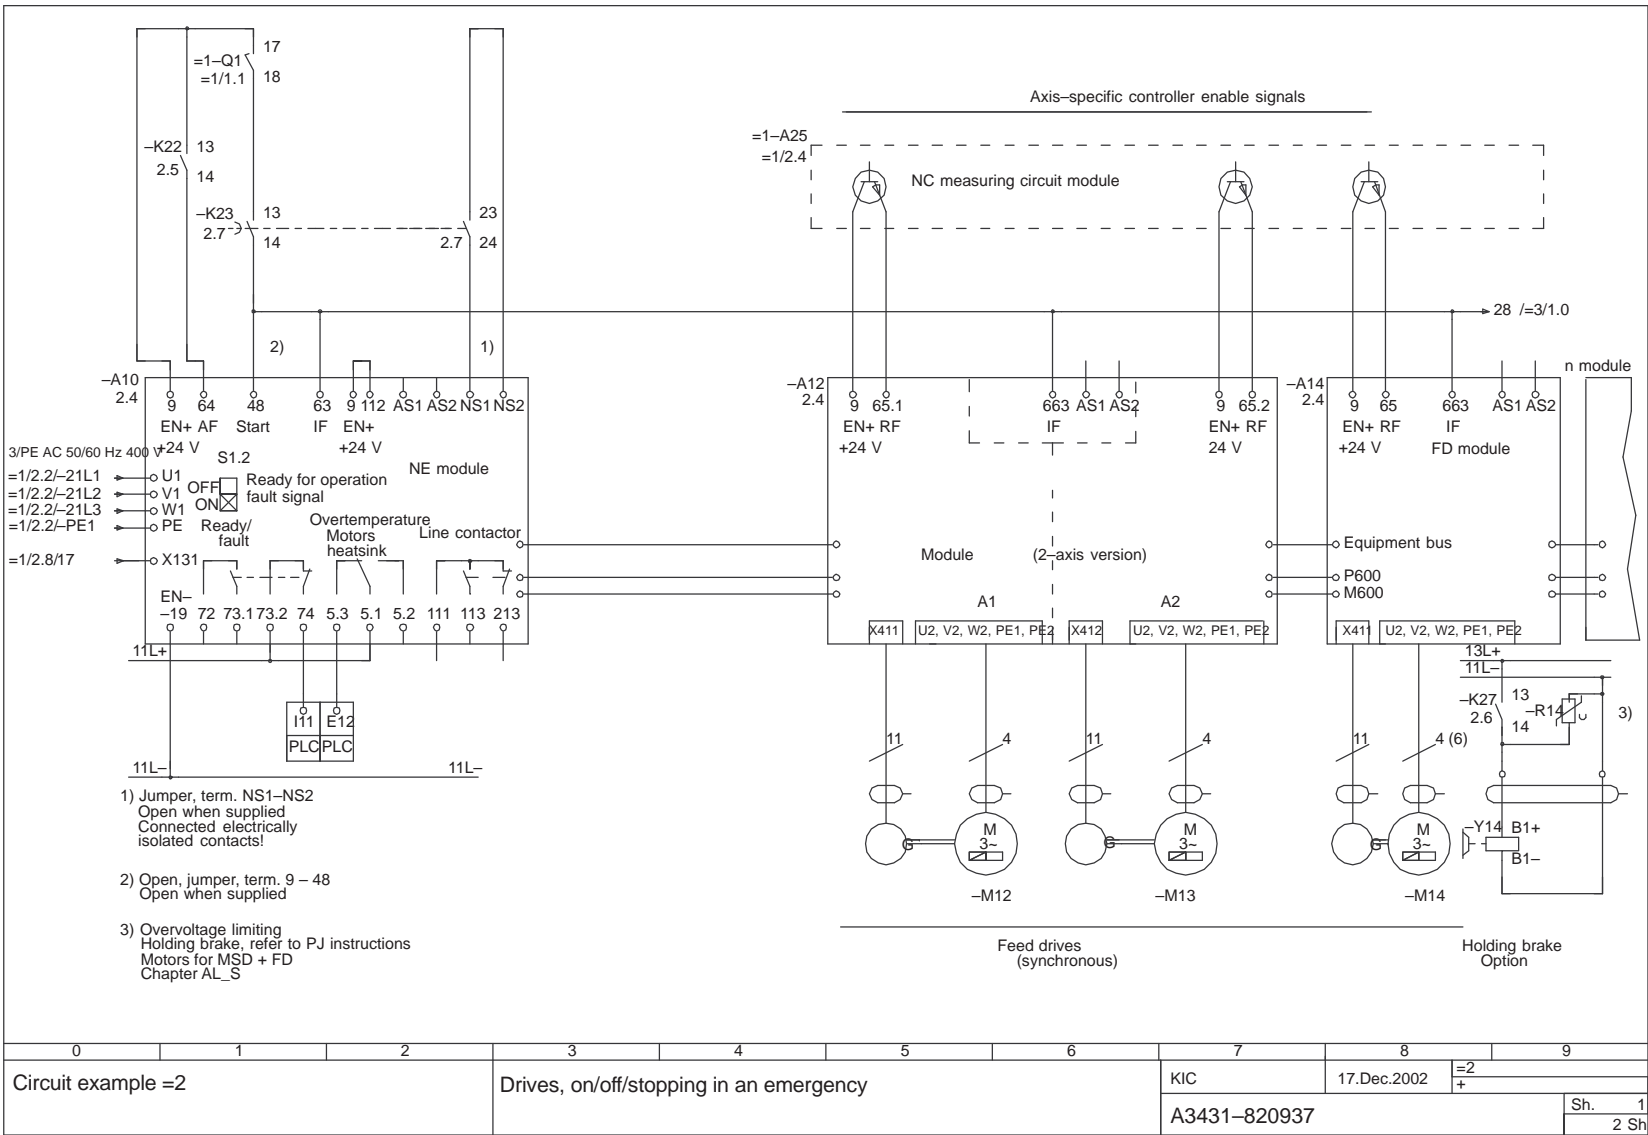 17
=1–Q1
=1/1.1 18
Axis–specific controller enable signals
=1–A25
=1/2.4
–K22 13
2.5 14
NC measuring circuit module
–K23 13 23
2.7 14 2.7 24
28 /=3/1.0
2) 1)
n module
–A10
2.4
9 64 48 63 9 112 AS1 AS2 NS1 NS2
EN+ AF Start IF EN+
+24 V +24 V
–A12
2.4
9 65.1 663 AS1 AS2 9 65.2
EN+ RF IF EN+ RF
+24 V 24 V
–A14
2.4
9 65 663 AS1 AS2
EN+ RF IF
+24 V FD module
3/PE AC 50/60 Hz 400 V
S1.2
NE module
=1/2.2/–21L1 U1
=1/2.2/–21L2 V1
=1/2.2/–21L3 W1
=1/2.2/–PE1 PE
=1/2.8/17 X131
OFF
ON
Ready for operation
fault signal
Ready/
fault
Overtemperature
Motors
heatsink
Line contactor
Module (2–axis version)
Equipment bus
P600
M600
EN–
–19 72 73.1 73.2 74 5.3 5.1 5.2 111 113 213
A1 A2
X411 U2, V2, W2, PE1, PE2 X412 U2, V2, W2, PE1, PE2
X411 U2, V2, W2, PE1, PE2
11L+
13L+
11L–
I11 E12
PLC PLC
–K27 13
2.6 14
–R14
3)
11 4 11 4 11 4 (6)
11L– 11L–
1) Jumper, term. NS1–NS2
Open when supplied
Connected electrically
isolated contacts!
2) Open, jumper, term. 9 – 48
Open when supplied
3) Overvoltage limiting
Holding brake, refer to PJ instructions
Motors for MSD + FD
Chapter AL_S
G M
3~
G M
3~
G M
3~
–Y14 B1+
B1–
–M12 –M13 –M14
Feed drives
(synchronous)
Holding brake
Option
0 1 2 3 4 5 6 7 8 9
Circuit example =2
Drives, on/off/stopping in an emergency
KIC 17.Dec.2002 =2
+
A3431–820937
Sh. 1
2 Sh